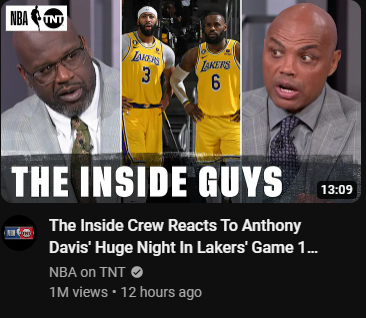 NBA TNT
LAKERS
3
LAKERS
6
THE INSIDE GUYS
13:09
The Inside Crew Reacts To Anthony
Davis' Huge Night In Lakers' Game 1...
NBA on TNT
1M views • 12 hours ago